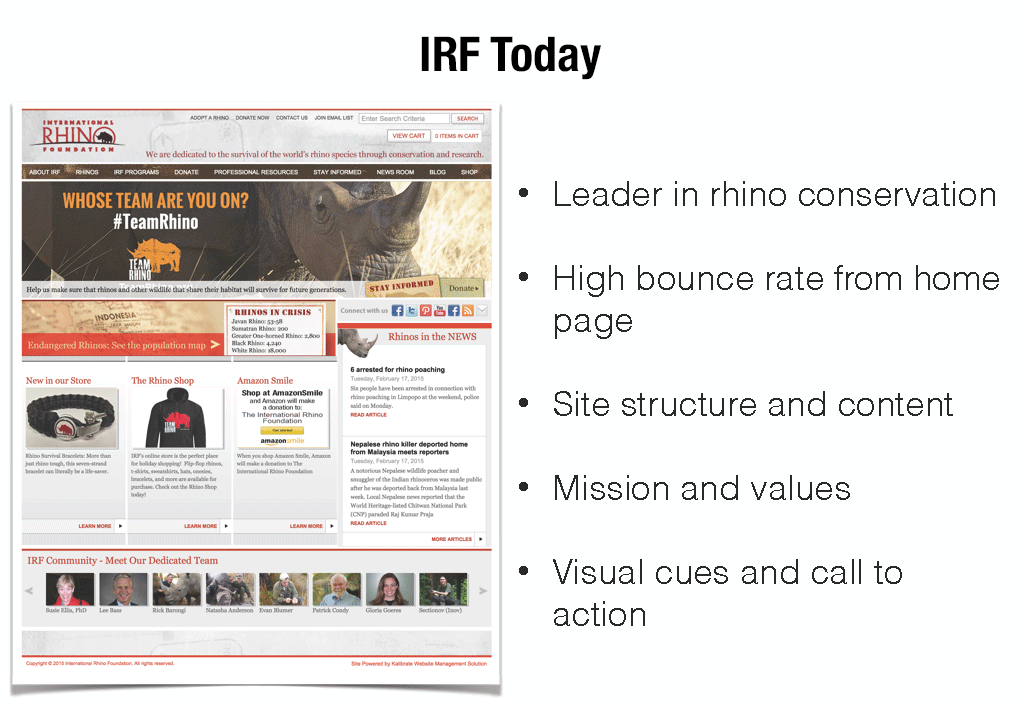 IRF Today
INTERNATIONAL
RHINO
FOUNDATION
ADOPT A RHINO DONATE NOW CONTACT US JOIN EMAIL LIST Enter Search Criteria SEARCH
VIEW CART 0 ITEMS IN CART
We are dedicated to the survival of the world's rhino species through conservation and research.
ABOUT IRF RHINOS IRF PROGRAMS DONATE PROFESSIONAL RESOURCES STAY INFORMED NEWS ROOM BLOG SHOP
WHOSE TEAM ARE YOU ON?
#TeamRhino
TEAM
RHINO
Help us make sure that rhinos and other wildlife that share their habitat will survive for future generations.
STAY INFORMED
Donate
INDONESIA
Endangered Rhinos: See the population map
RHINOS IN CRISIS
Javan Rhino: 53-58
Sumatran Rhino: 200
Greater One-horned Rhino: 2,800
Black Rhino: 4,240
White Rhino: 18,000
Connect with us
Rhinos in the NEWS
6 arrested for rhino poaching
Tuesday, February 17, 2015
Six people have been arrested in connection with
rhino poaching in Limpopo at the weekend, police
said on Monday.
READ ARTICLE
Nepalese rhino killer deported home
from Malaysia meets reporters
Tuesday, February 17, 2015
A notorious Nepalese wildlife poacher and
smuggler of the Indian rhinoceros was made public
after he was deported back from Malaysia last
week. Local Nepalese news reported that the
World Heritage-listed Chitwan National Park
(CNP) paraded Raj Kumar Praja
READ ARTICLE
MORE ARTICLES
New in our Store
Rhino Survival Bracelets: More than
just rhino tough, this seven-strand
bracelet can literally be a life-saver.
LEARN MORE
The Rhino Shop
TEAM
RHINO
IRF's online store is the perfect place
for holiday shopping! Flip-flop rhinos,
t-shirts, sweatshirts, hats, onesies,
bracelets, and more are available for
purchase. Check out the Rhino Shop
today!
LEARN MORE
Amazon Smile
Shop at AmazonSmile
and Amazon will make
a donation to:
The International Rhino
Foundation
Get started
amazonsmile
When you shop Amazon Smile, Amazon
will make a donation to The
International Rhino Foundation
LEARN MORE
IRF Community - Meet Our Dedicated Team
Susie Ellis, PhD Lee Bass Rick Barongi Natasha Anderson Evan Blumer Patrick Condy Gloria Goeres Sectionov (Inov)
Copyright © 2015 International Rhino Foundation. All rights reserved.
Site Powered by Kalibrate Website Management Solution
• Leader in rhino conservation
• High bounce rate from home
page
• Site structure and content
• Mission and values
• Visual cues and call to
action